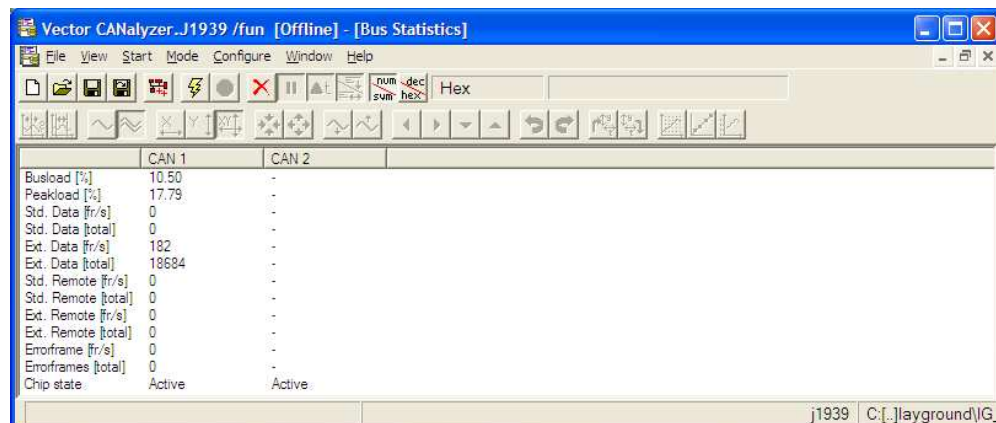 Vector CANalyzer.J1939 /fun [Offline] - [Bus Statistics]
File View Start Mode Configure Window Help
num sum dec hex Hex
CAN 1 CAN 2
Busload [%] 10.50 -
Peakload [%] 17.79 -
Std. Data [fr/s] 0 -
Std. Data [total] 0 -
Ext. Data [fr/s] 182 -
Ext. Data [total] 18684 -
Std. Remote [fr/s] 0 -
Std. Remote [total] 0 -
Ext. Remote [fr/s] 0 -
Ext. Remote [total] 0 -
Errorframe [fr/s] 0 -
Errorframes [total] 0 -
Chip state Active Active
j1939 C:[..]layground\IG_